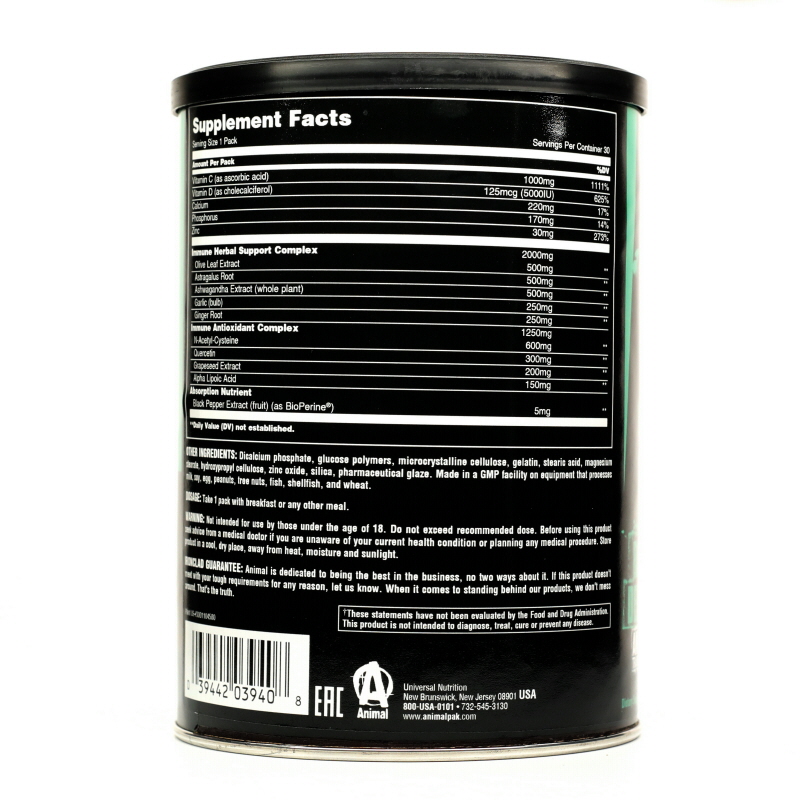 Supplement Facts
Serving Size 1 Pack Servings Per Container 30
Amount Per Pack %DV
Vitamin C (as ascorbic acid) 1000mg 1111%
Vitamin D (as cholecalciferol) 125mcg (5000IU) 625%
Calcium 220mg 17%
Phosphorus 170mg 14%
Zinc 30mg 273%
Immune Herbal Support Complex 2000mg
Olive Leaf Extract 500mg **
Astragalus Root 500mg **
Ashwagandha Extract (whole plant) 500mg **
Garlic (bulb) 250mg **
Ginger Root 250mg **
Immune Antioxidant Complex 1250mg
N-Acetyl-Cysteine 600mg **
Quercetin 300mg **
Grapeseed Extract 200mg **
Alpha Lipoic Acid 150mg **
Absorption Nutrient
Black Pepper Extract (fruit) (as BioPerine®) 5mg **
**Daily Value (DV) not established.
OTHER INGREDIENTS: Dicalcium phosphate, glucose polymers, microcrystalline cellulose, gelatin, stearic acid, magnesium
stearate, hydroxypropyl cellulose, zinc oxide, silica, pharmaceutical glaze. Made in a GMP facility on equipment that processes
milk, soy, egg, peanuts, tree nuts, fish, shellfish, and wheat.
DOSAGE: Take 1 pack with breakfast or any other meal.
WARNING: Not intended for use by those under the age of 18. Do not exceed recommended dose. Before using this product
seek advice from a medical doctor if you are unaware of your current health condition or planning any medical procedure. Store
product in a cool, dry place, away from heat, moisture and sunlight.
IRONCLAD GUARANTEE: Animal is dedicated to being the best in the business, no two ways about it. If this product doesn't
meet with your tough requirements for any reason, let us know. When it comes to standing behind our products, we don't mess
around. That's the truth.
†These statements have not been evaluated by the Food and Drug Administration.
This product is not intended to diagnose, treat, cure or prevent any disease.
0 39442 03940 8
EAC
A
Animal
Universal Nutrition
New Brunswick, New Jersey 08901 USA
800-USA-0101 • 732-545-3130
www.animalpak.com